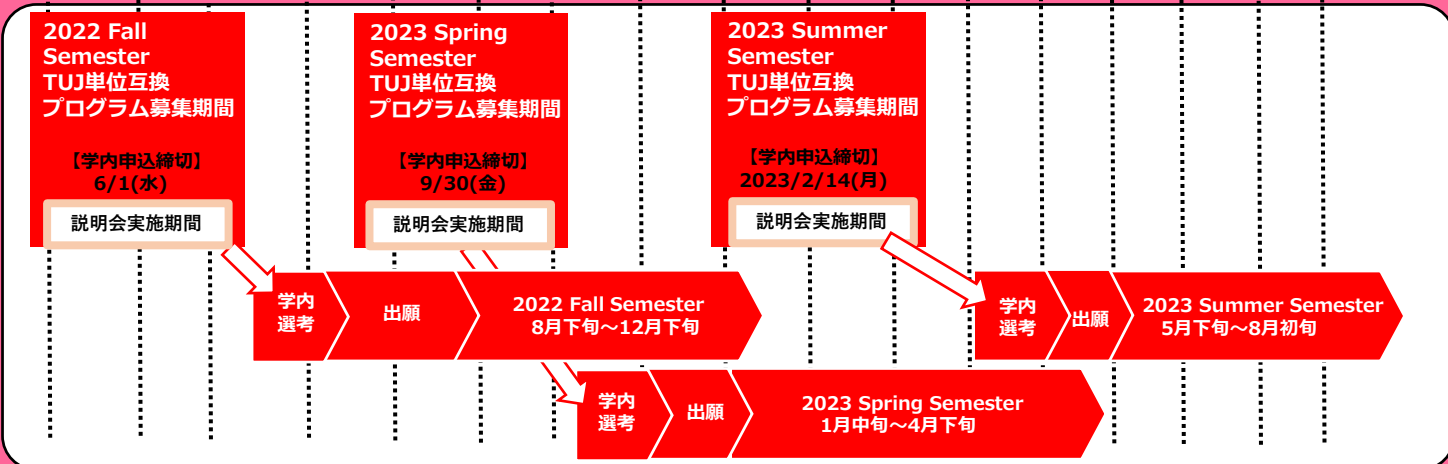 2022 Fall
Semester
TUJ単位互換
プログラム募集期間
【学内申込締切】
6/1(水)
説明会実施期間
2023 Spring
Semester
TUJ単位互換
プログラム募集期間
【学内申込締切】
9/30(金)
説明会実施期間
2023 Summer
Semester
TUJ単位互換
プログラム募集期間
【学内申込締切】
2023/2/14(月)
説明会実施期間
学内
選考
出願
2022 Fall Semester
8月下旬～12月下旬
学内
選考
出願
2023 Summer Semester
5月下旬～8月初旬
学内
選考
出願
2023 Spring Semester
1月中旬～4月下旬